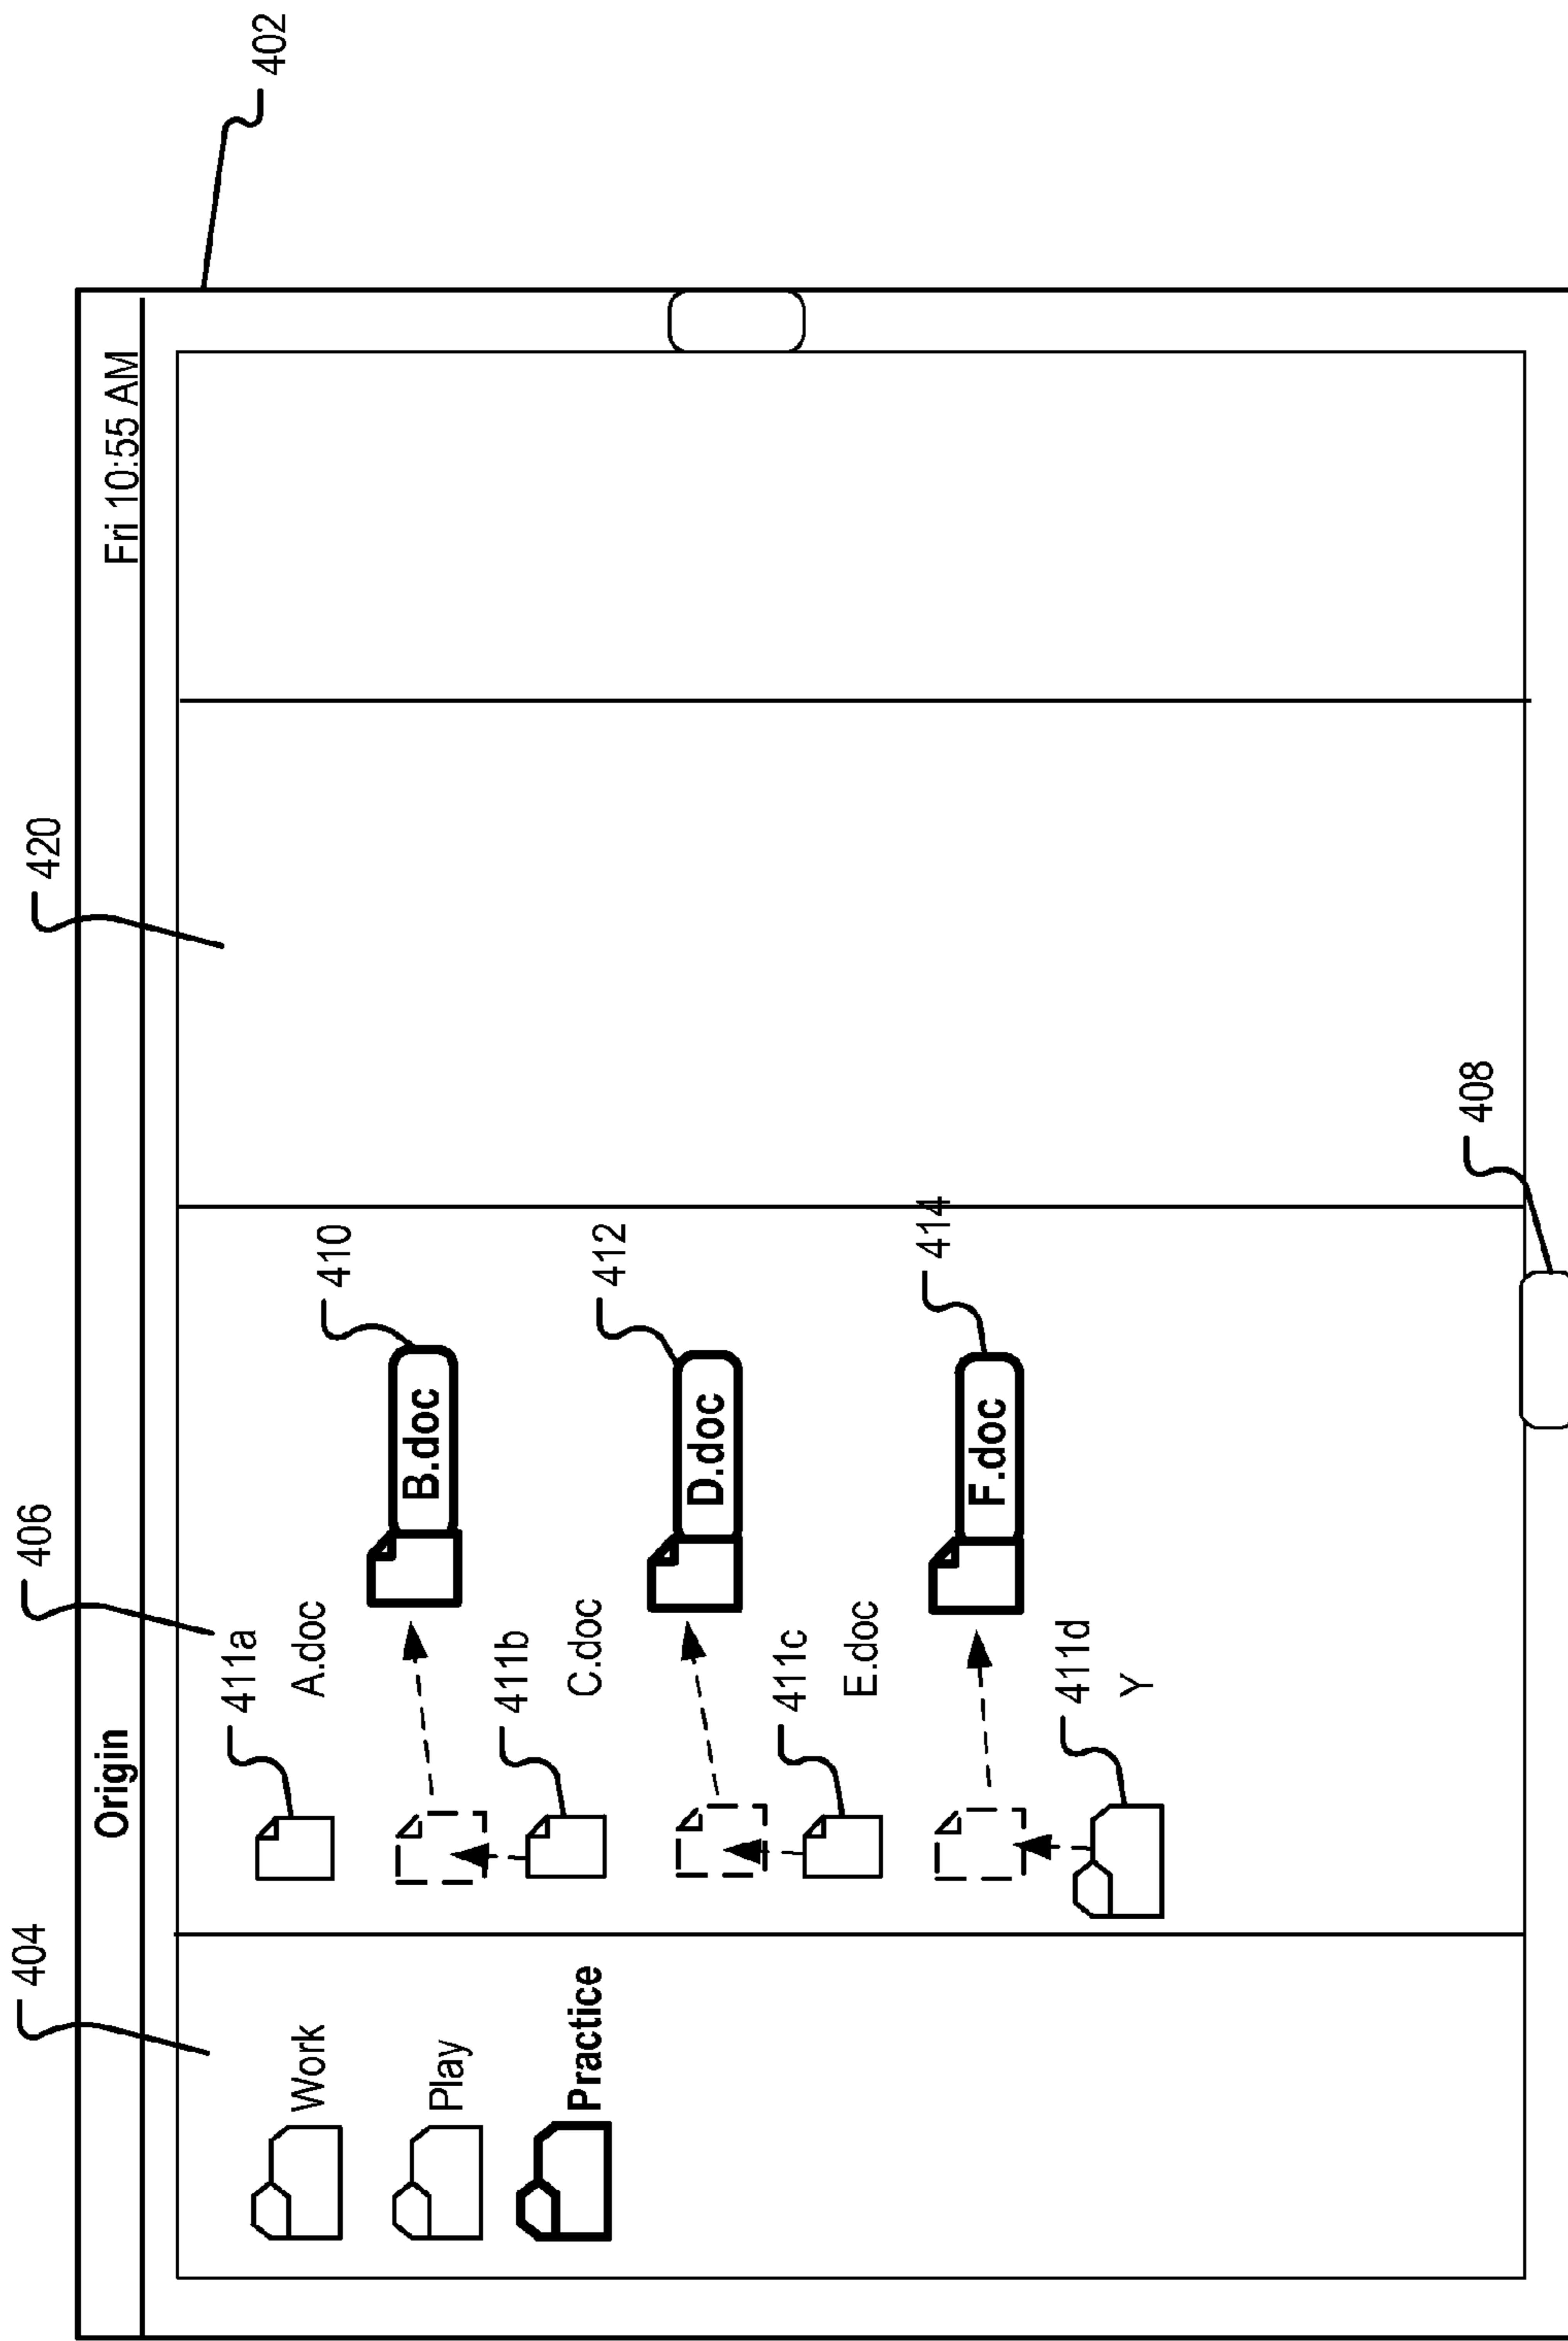 402
420
Origin
Fri 10:55 AM
404
406
Work
Play
Practice
411a
A.doc
410
B.doc
411b
C.doc
412
D.doc
411c
E.doc
414
F.doc
411d
Y
408